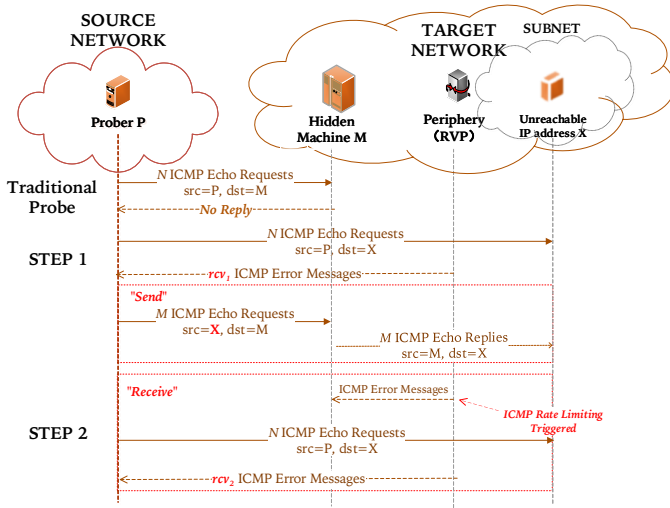 SOURCE
NETWORK
TARGET
NETWORK
SUBNET
Prober P
Hidden
Machine M
Periphery
(RVP)
Unreachable
IP address X
Traditional
Probe
N ICMP Echo Requests
src=P, dst=M
No Reply
STEP 1
N ICMP Echo Requests
src=P, dst=X
rcv1 ICMP Error Messages
"Send"
M ICMP Echo Requests
src=X, dst=M
M ICMP Echo Replies
src=M, dst=X
"Receive"
ICMP Error Messages
ICMP Rate Limiting
Triggered
STEP 2
N ICMP Echo Requests
src=P, dst=X
rcv2 ICMP Error Messages